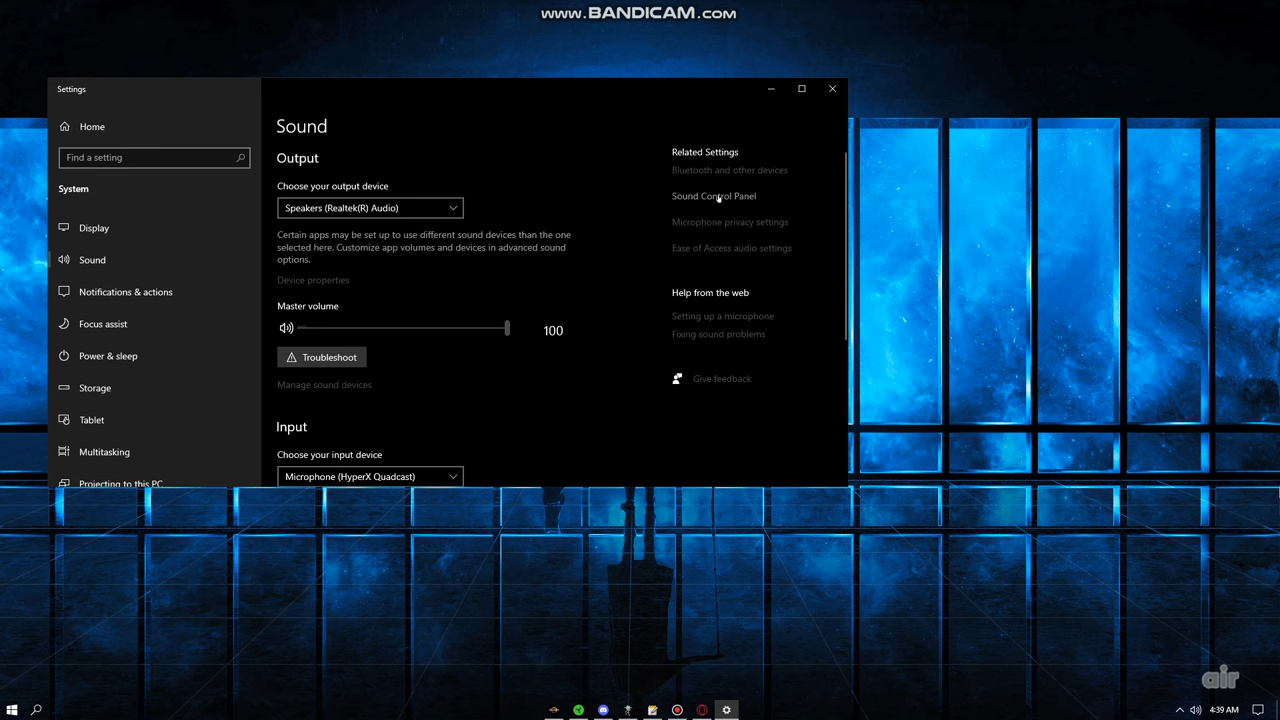 www.BANDICAM.com
Settings
Home
Find a setting
System
Display
Sound
Notifications & actions
Focus assist
Power & sleep
Storage
Tablet
Multitasking
Projecting to this PC
Sound
Output
Choose your output device
Speakers (Realtek(R) Audio)
Certain apps may be set up to use different sound devices than the one
selected here. Customize app volumes and devices in advanced sound
options.
Device properties
Master volume
100
Troubleshoot
Manage sound devices
Input
Choose your input device
Microphone (HyperX Quadcast)
Related Settings
Bluetooth and other devices
Sound Control Panel
Microphone privacy settings
Ease of Access audio settings
Help from the web
Setting up a microphone
Fixing sound problems
Give feedback
air
4:39 AM